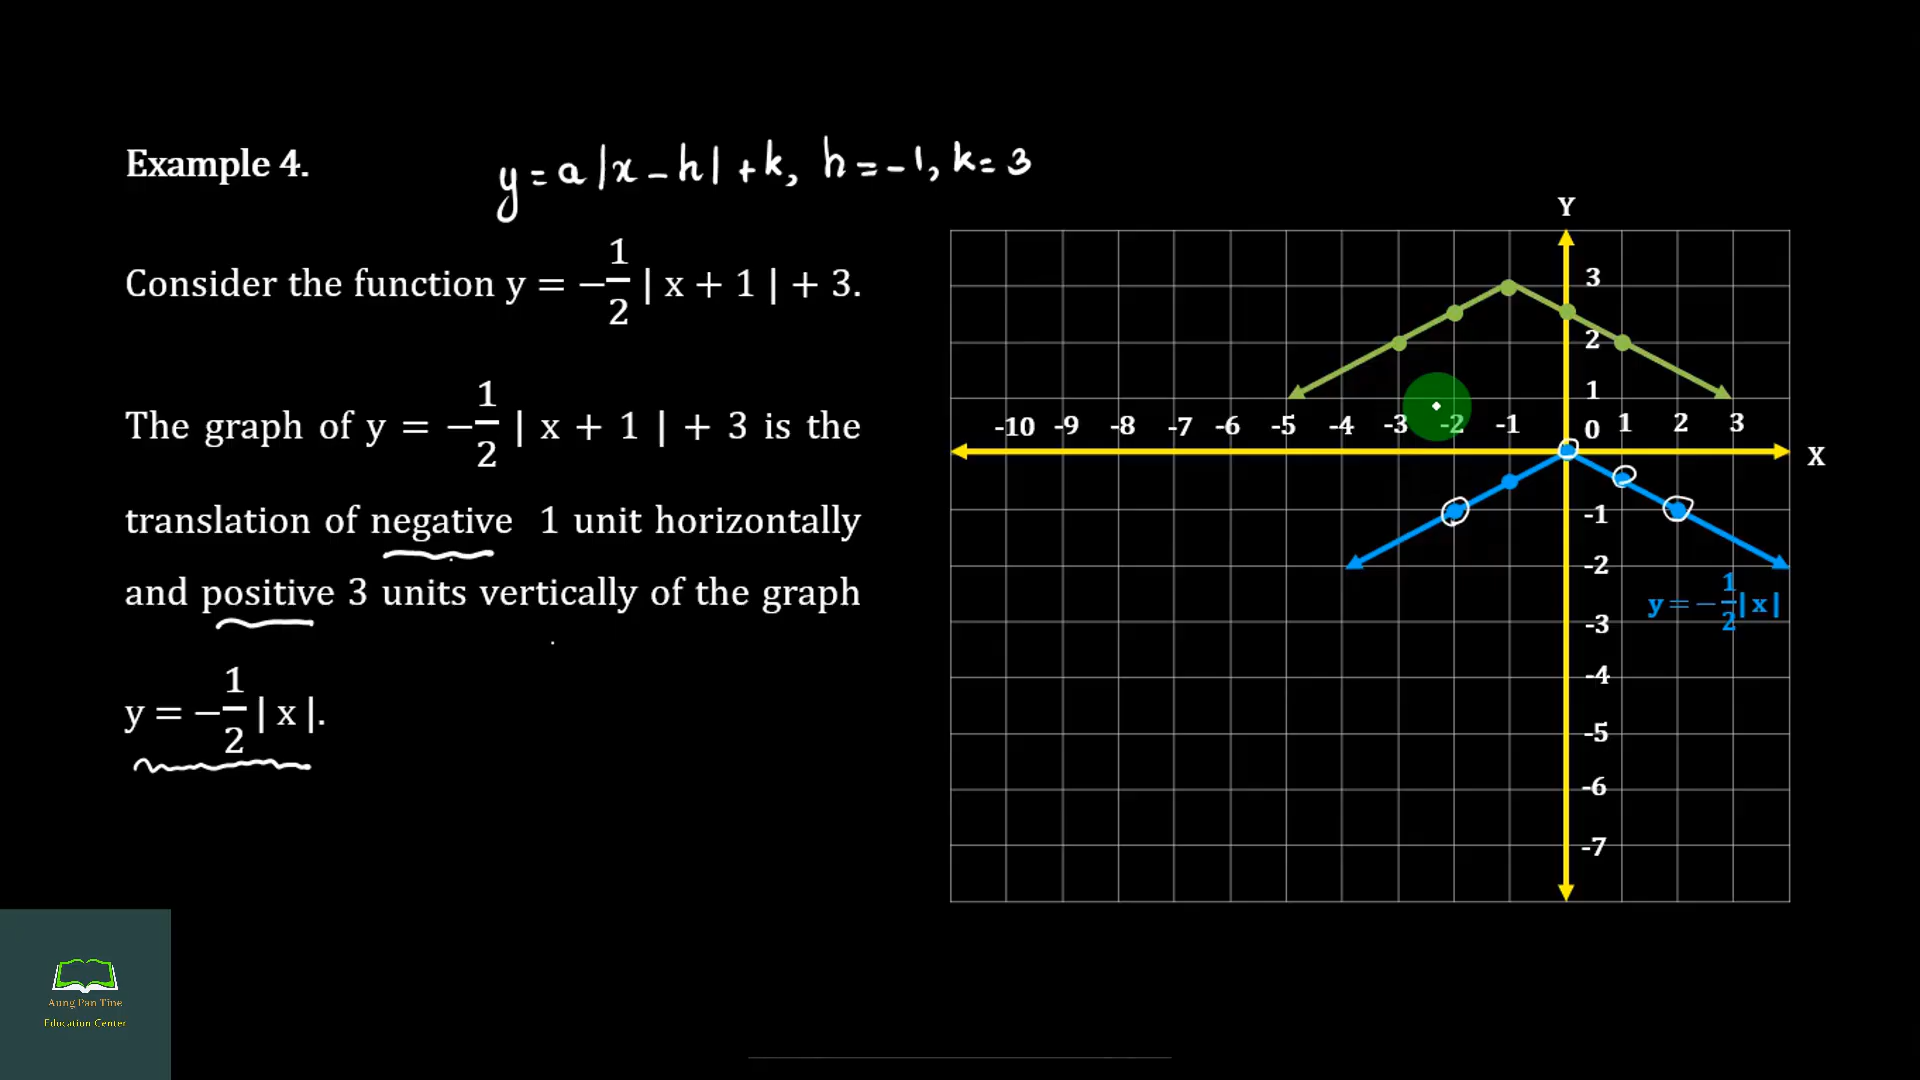 Example 4.
y = a |x - h| + k, h = -1, k = 3
Consider the function y = −1/2 | x + 1 | + 3.
The graph of y = −1/2 | x + 1 | + 3 is the
translation of negative 1 unit horizontally
and positive 3 units vertically of the graph
y = −1/2 | x |.
Y
3
2
1
-10 -9 -8 -7 -6 -5 -4 -3 -2 -1 0 1 2 3
X
-1
-2
y = −1/2 | x |
-3
-4
-5
-6
-7
Aung Pan Tine
Education Center